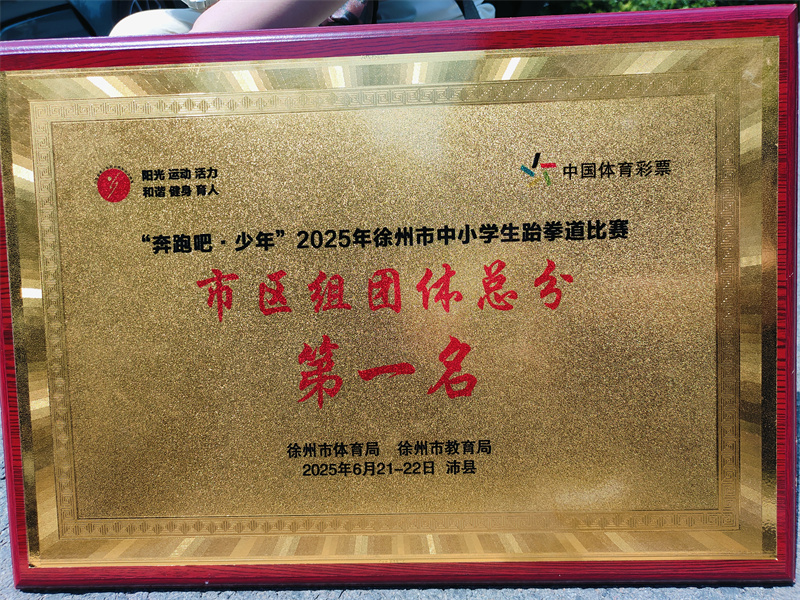 阳光 运动 活力
和谐 健身 育人
中国体育彩票
“奔跑吧·少年”2025年徐州市中小学生跆拳道比赛
市区组团体总分
第一名
徐州市体育局 徐州市教育局
2025年6月21-22日 沛县